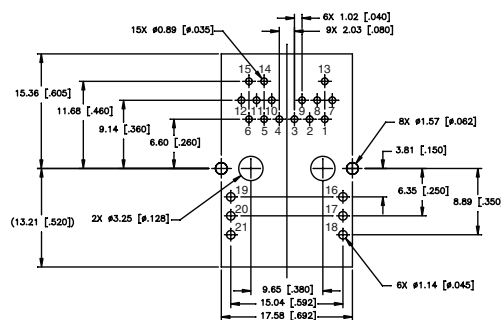 6X 1.02 [.040]
15X ø0.89 [ø.035]
9X 2.03 [.080]
15 14 13
15.36 [.605]
11.68 [.460]
12 11 10 9 8 7
9.14 [.360]
6 5 4 3 2 1
8X ø1.57 [ø.062]
6.60 [.260]
3.81 [.150]
19 16
6.35 [.250]
2X ø3.25 [ø.128]
20 17
8.89 [.350
(13.21 [.520])
21 18
9.65 [.380]
6X ø1.14 [ø.045]
15.04 [.592]
17.58 [.692]